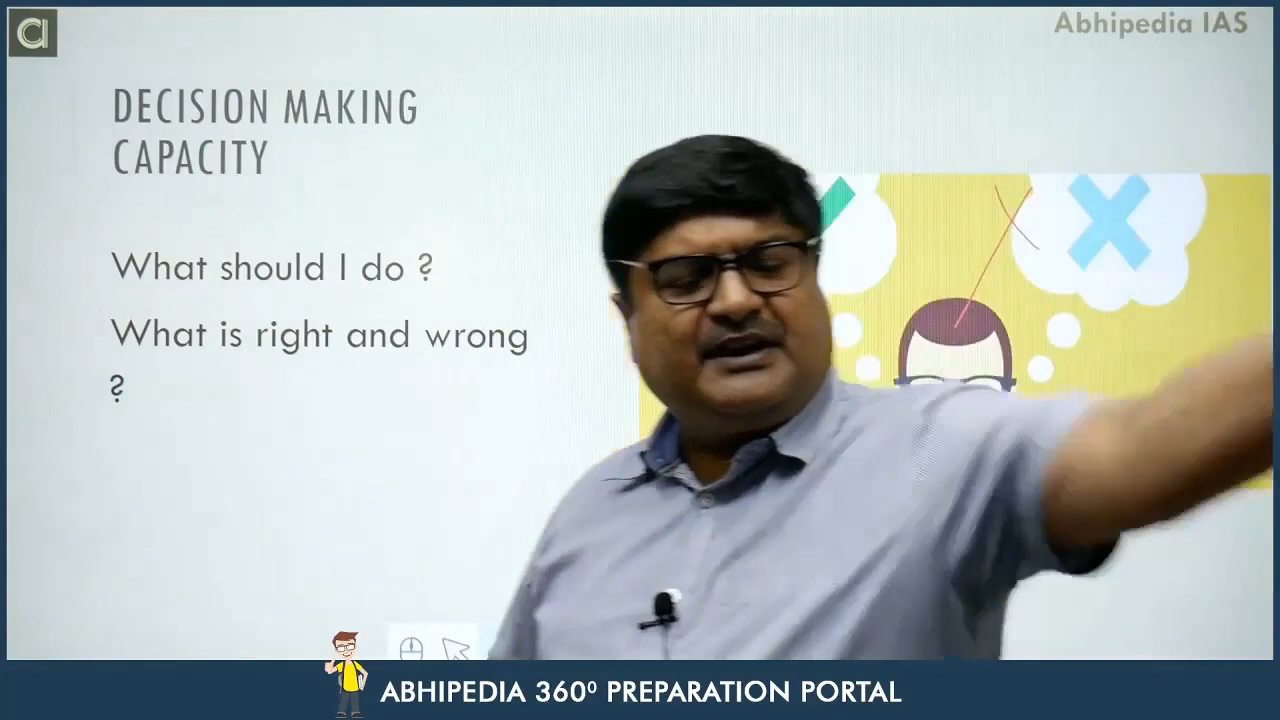 Abhipedia IAS
DECISION MAKING
CAPACITY
What should I do ?
What is right and wrong
?
ABHIPEDIA 360⁰ PREPARATION PORTAL